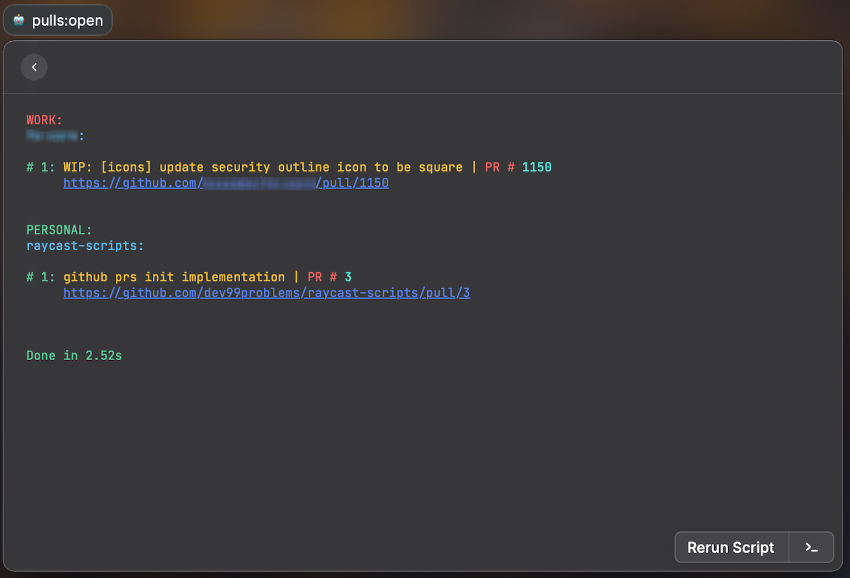 pulls:open
WORK:
:
# 1: WIP: [icons] update security outline icon to be square | PR # 1150
https://github.com/ /pull/1150
PERSONAL:
raycast-scripts:
# 1: github prs init implementation | PR # 3
https://github.com/dev99problems/raycast-scripts/pull/3
Done in 2.52s
Rerun Script >_